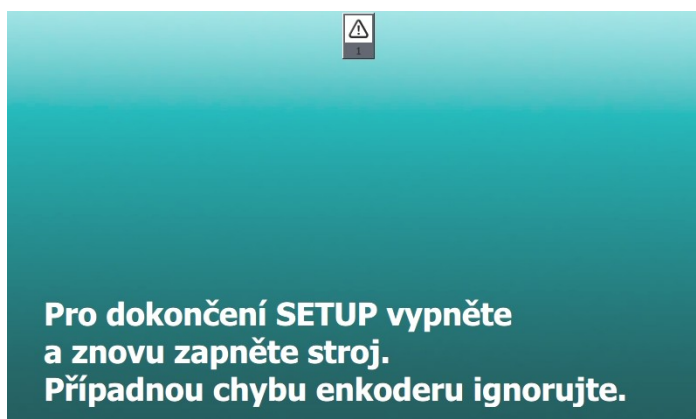 1
Pro dokončení SETUP vypněte
a znovu zapněte stroj.
Případnou chybu enkoderu ignorujte.